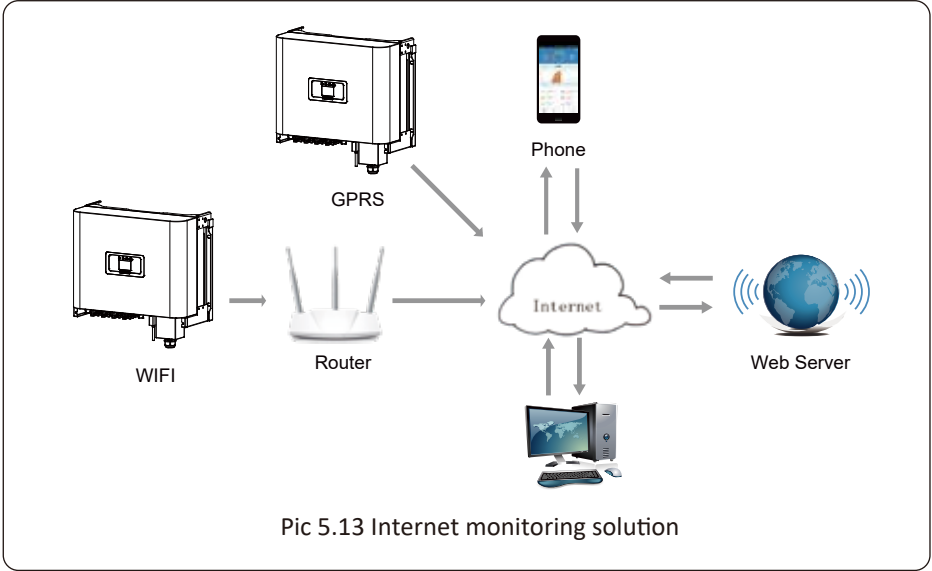 Phone
GPRS
Internet
WIFI
Router
Web Server
Pic 5.13 Internet monitoring solution